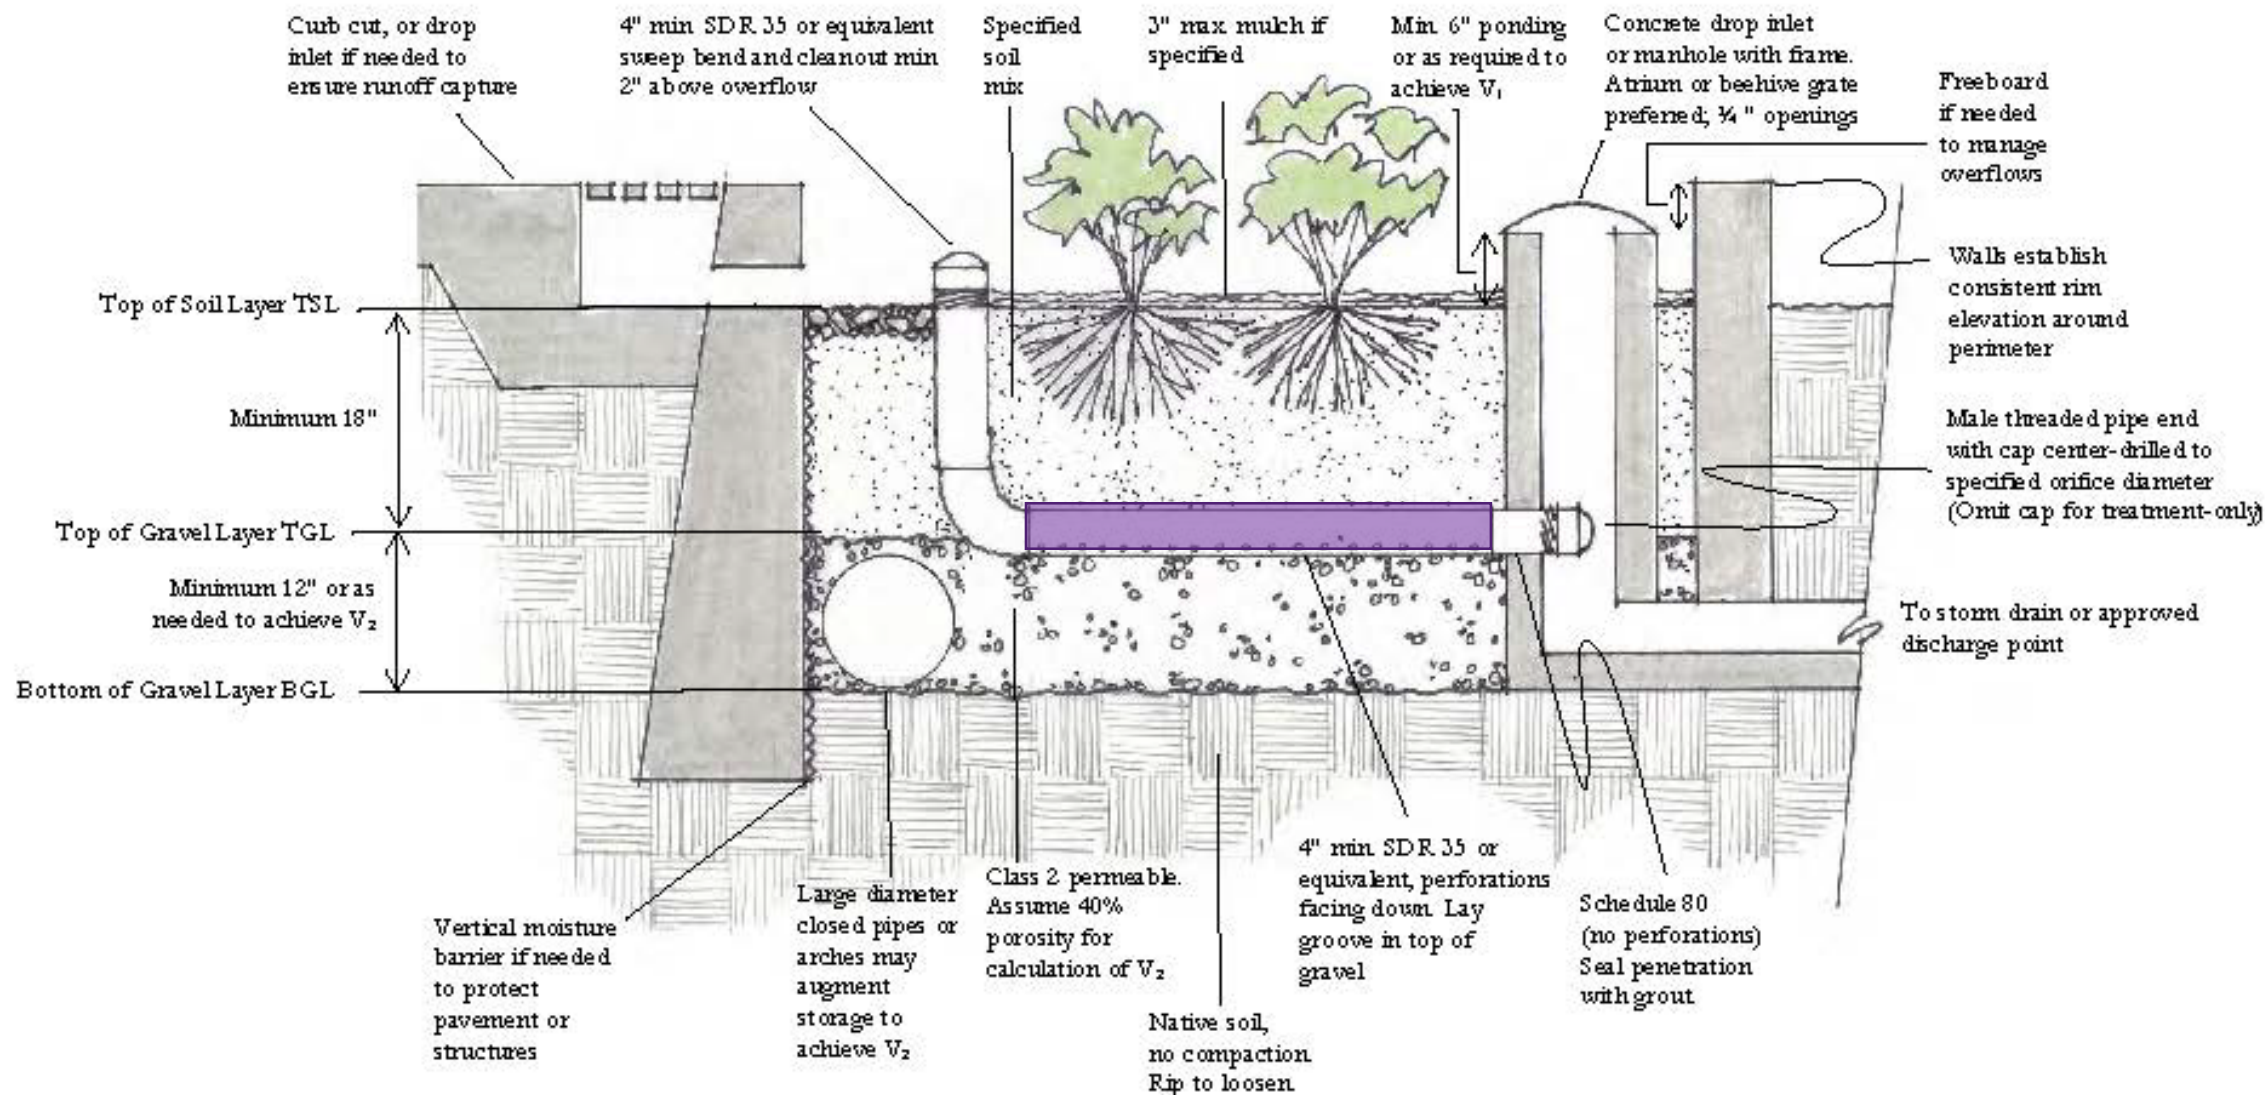 Curb cut, or drop
inlet if needed to
ensure runoff capture
4" min. SDR 35 or equivalent
sweep bend and cleanout min
2" above overflow
Specified
soil
mix
3" max. mulch if
specified
Min. 6" ponding
or as required to
achieve V₁
Concrete drop inlet
or manhole with frame.
Atrium or beehive grate
preferred; ¾ " openings
Freeboard
if needed
to manage
overflows
Walls establish
consistent rim
elevation around
perimeter
Male threaded pipe end
with cap center-drilled to
specified orifice diameter
(Omit cap for treatment-only)
To storm drain or approved
discharge point
Top of Soil Layer TSL
Minimum 18"
Top of Gravel Layer TGL
Minimum 12" or as
needed to achieve V₂
Bottom of Gravel Layer BGL
Vertical moisture
barrier if needed
to protect
pavement or
structures
Large diameter
closed pipes or
arches may
augment
storage to
achieve V₂
Class 2 permeable.
Assume 40%
porosity for
calculation of V₂
Native soil,
no compaction.
Rip to loosen.
4" min. SDR 35 or
equivalent, perforations
facing down. Lay
groove in top of
gravel
Schedule 80
(no perforations)
Seal penetration
with grout.